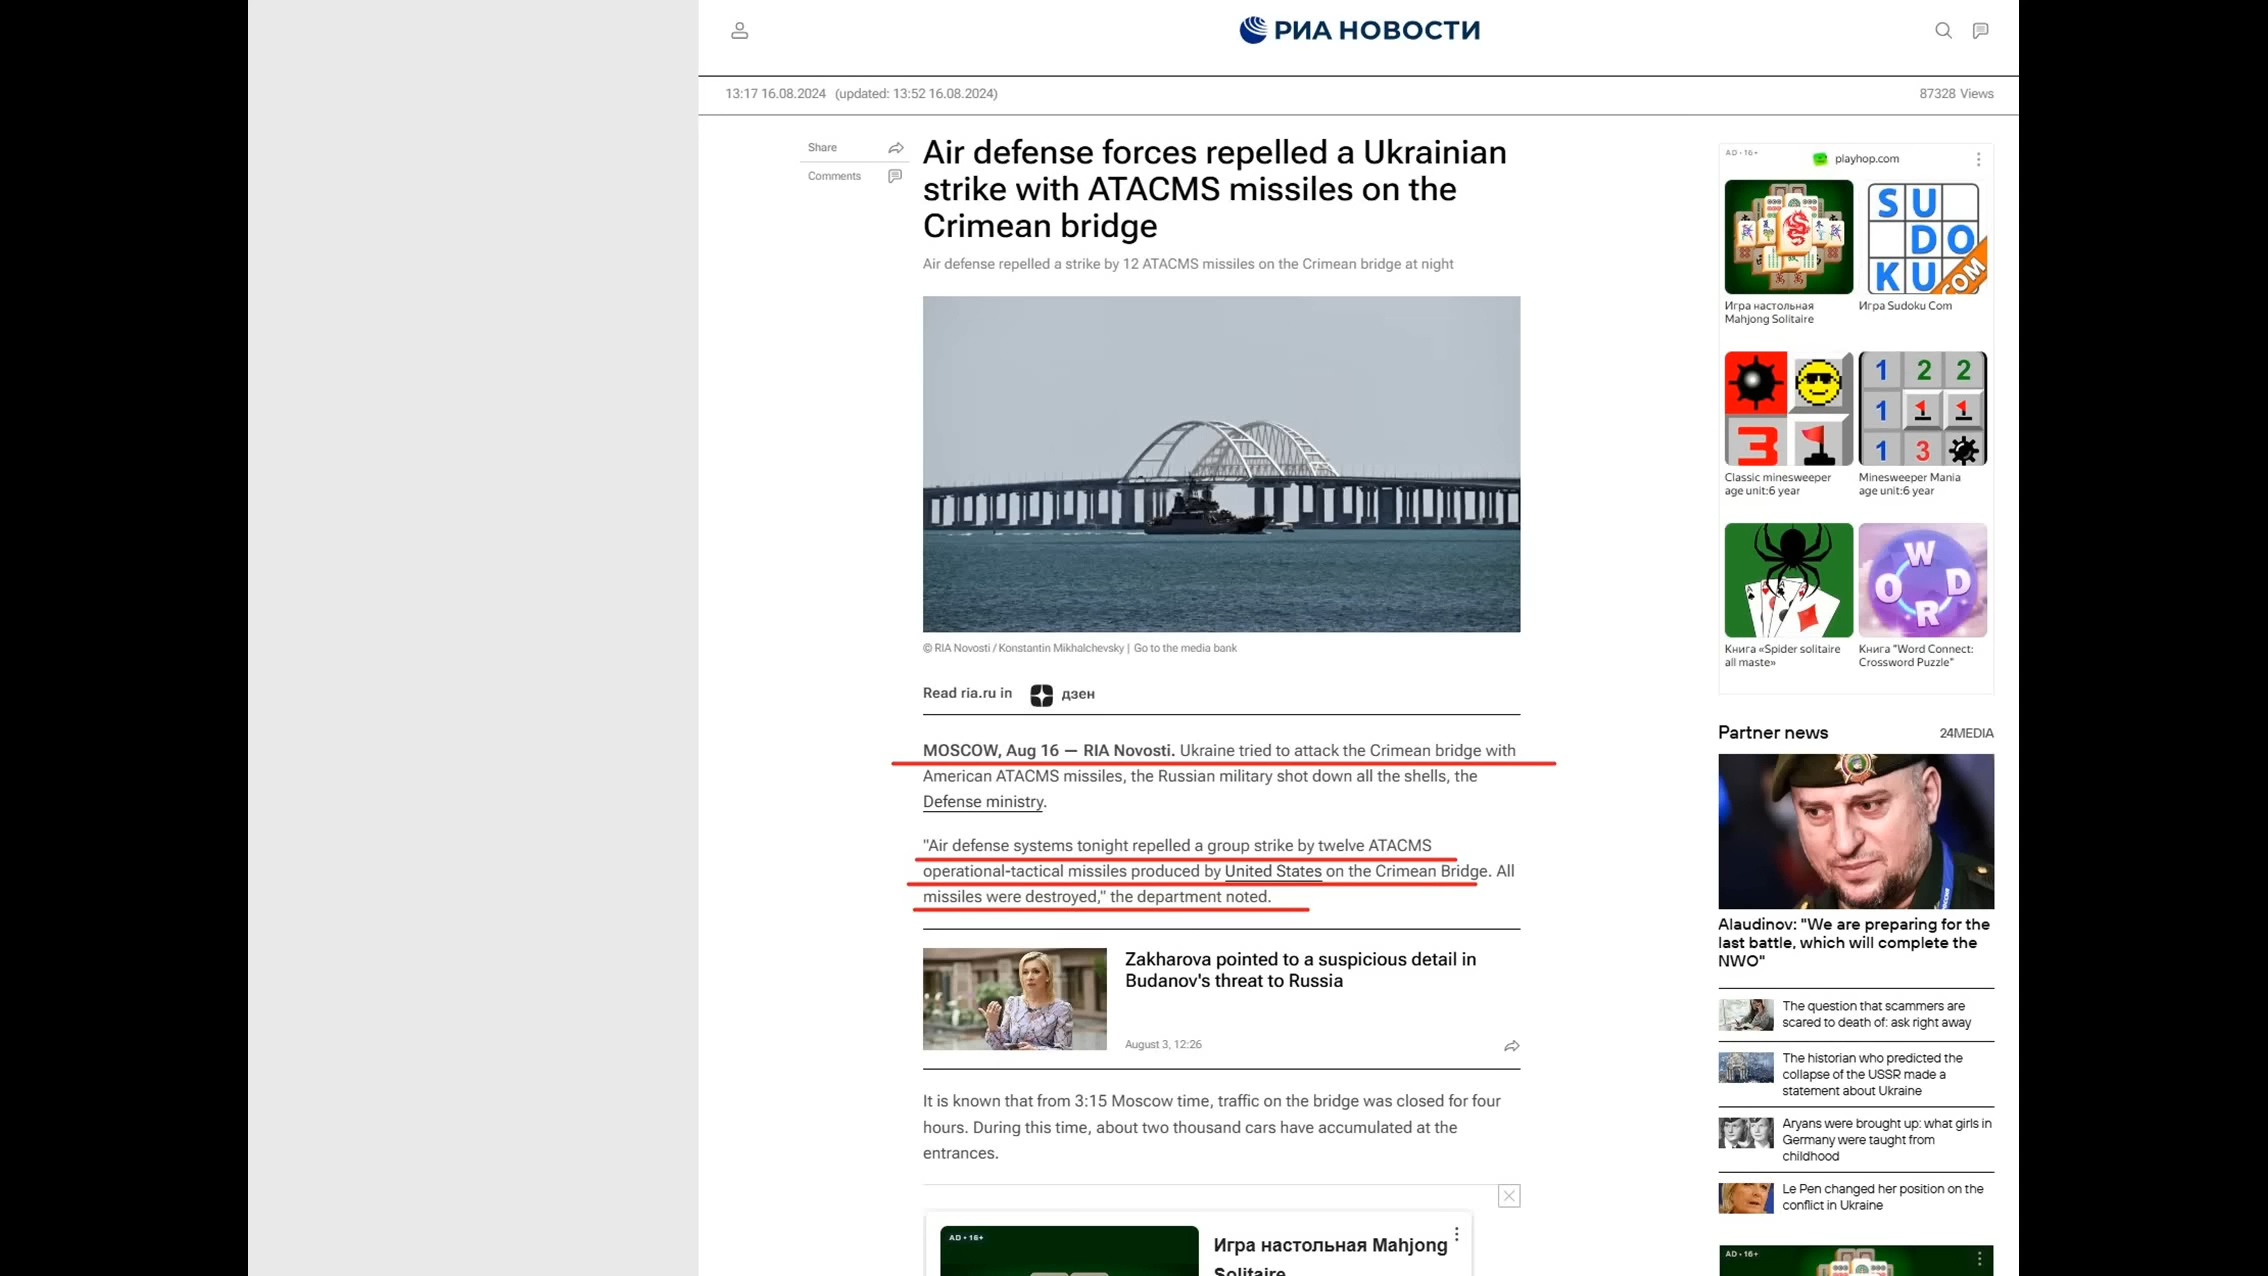 РИА НОВОСТИ
13:17 16.08.2024 (updated: 13:52 16.08.2024)
87328 Views
Share
Comments
Air defense forces repelled a Ukrainian
strike with ATACMS missiles on the
Crimean bridge
Air defense repelled a strike by 12 ATACMS missiles on the Crimean bridge at night
© RIA Novosti / Konstantin Mikhalchevsky | Go to the media bank
Read ria.ru in дзен
MOSCOW, Aug 16 — RIA Novosti. Ukraine tried to attack the Crimean bridge with
American ATACMS missiles, the Russian military shot down all the shells, the
Defense ministry.
"Air defense systems tonight repelled a group strike by twelve ATACMS
operational-tactical missiles produced by United States on the Crimean Bridge. All
missiles were destroyed," the department noted.
Zakharova pointed to a suspicious detail in
Budanov's threat to Russia
August 3, 12:26
It is known that from 3:15 Moscow time, traffic on the bridge was closed for four
hours. During this time, about two thousand cars have accumulated at the
entrances.
AD • 16+
Игра настольная Mahjong
Solitaire
AD • 16+
playhop.com
SU
DO
KU
.COM
Игра настольная
Mahjong Solitaire
Игра Sudoku Com
3
1 2 2
1 1 1
1 3
Classic minesweeper
age unit:6 year
Minesweeper Mania
age unit:6 year
W
O D
R
Книга «Spider solitaire
all maste»
Книга "Word Connect:
Crossword Puzzle"
Partner news
24MEDIA
Alaudinov: "We are preparing for the
last battle, which will complete the
NWO"
The question that scammers are
scared to death of: ask right away
The historian who predicted the
collapse of the USSR made a
statement about Ukraine
Aryans were brought up: what girls in
Germany were taught from
childhood
Le Pen changed her position on the
conflict in Ukraine
AD • 16+